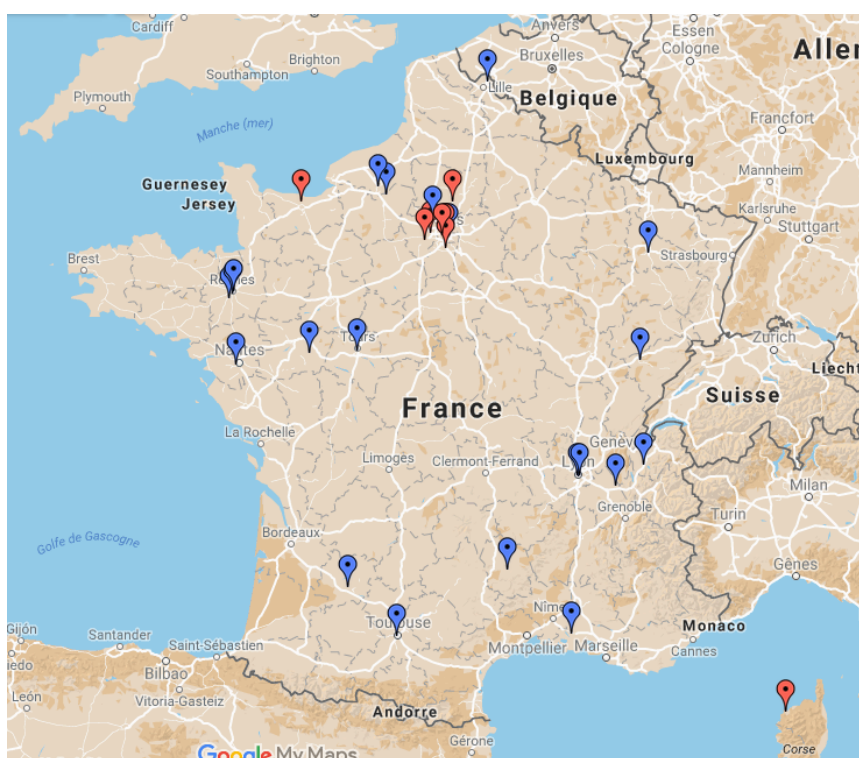 Cardiff
Anvers
Essen
Bruxelles
Cologne
Allen
Southampton
Brighton
Plymouth
Lille
Belgique
Francfort
Manche (mer)
Luxembourg
Mannheim
Guernesey
Jersey
Karlsruhe
Stuttgart
Strasbourg
Brest
Tours
Nantes
Zurich
Liecht
Suisse
France
La Rochelle
Genève
Limoges
Clermont-Ferrand
Lyon
Milan
Grenoble
Turin
Bordeaux
Golfe de Gascogne
Gênes
Toulouse
Monaco
Gijón
Santander
Saint-Sébastien
Montpellier
Marseille
Cannes
Bilbao
León
Vitoria-Gasteiz
Andorre
Gérone
Corse
Google My Maps